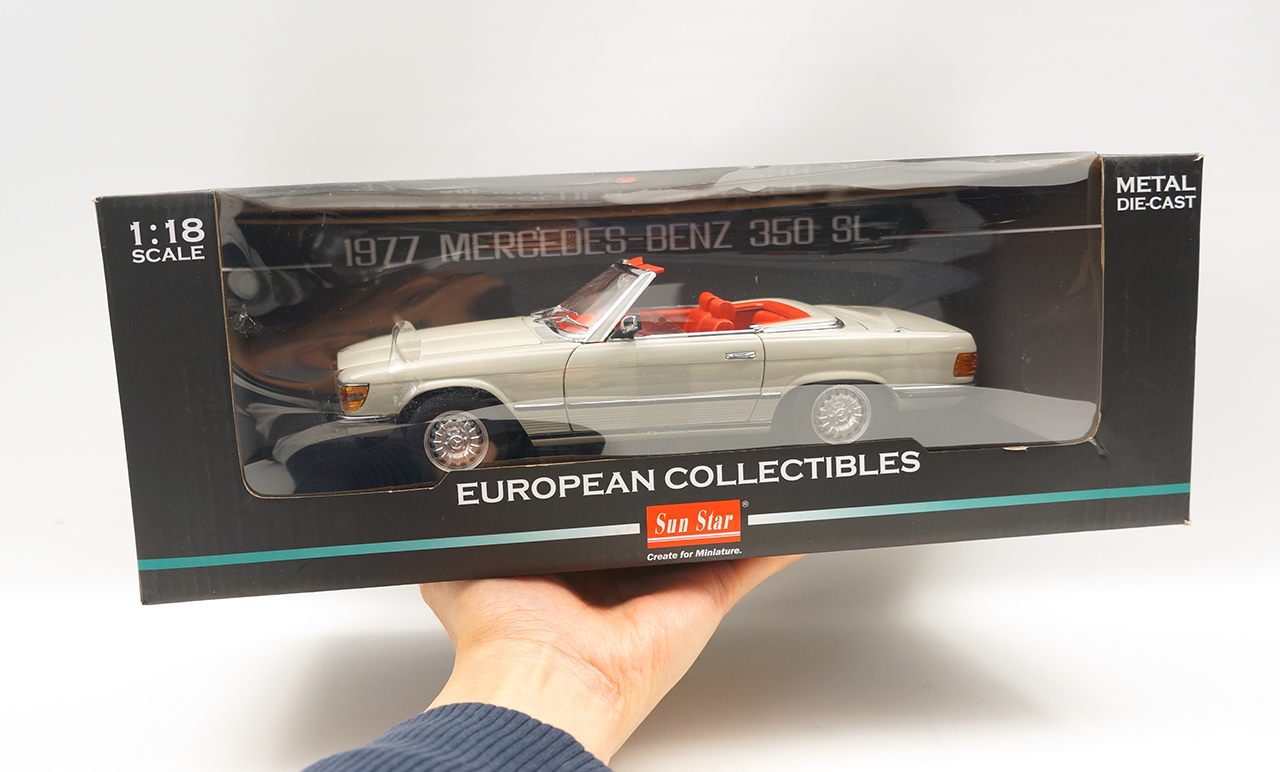 1:18
SCALE
METAL
DIE-CAST
1977 MERCEDES-BENZ 350 SL
EUROPEAN COLLECTIBLES
Sun Star®
Create for Miniature.